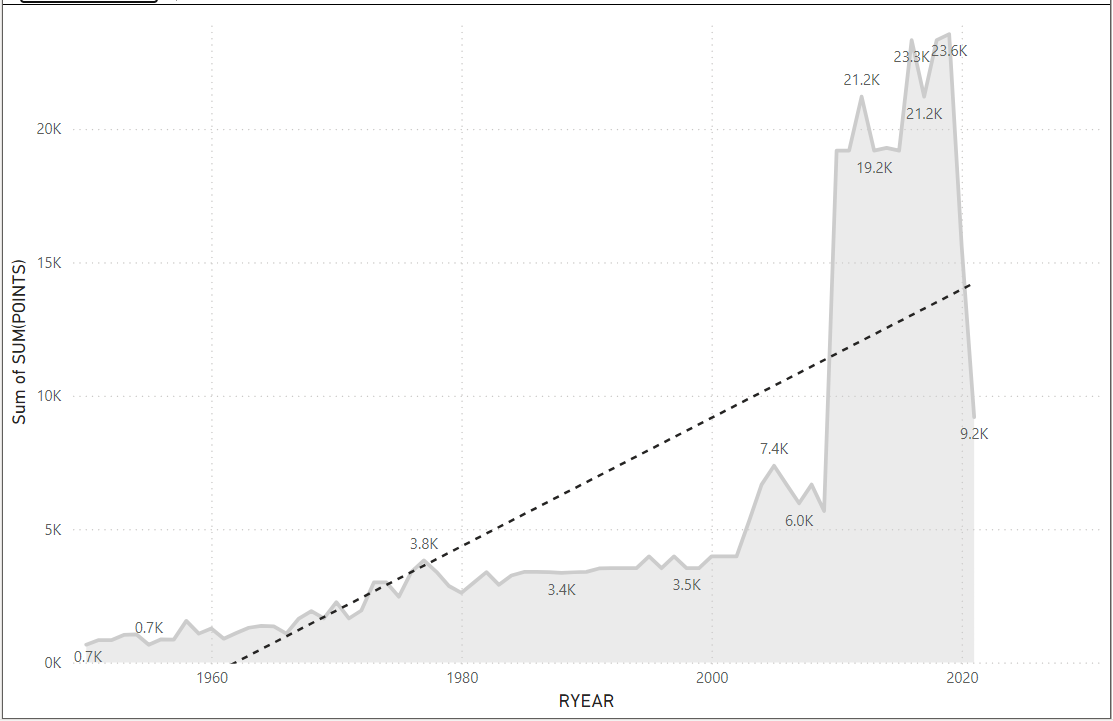 23.3K
23.6K
21.2K
21.2K
20K
19.2K
15K
Sum of SUM(POINTS)
10K
7.4K
9.2K
6.0K
5K
3.8K
3.4K
3.5K
0.7K
0.7K
0K
1960
1980
2000
2020
RYEAR